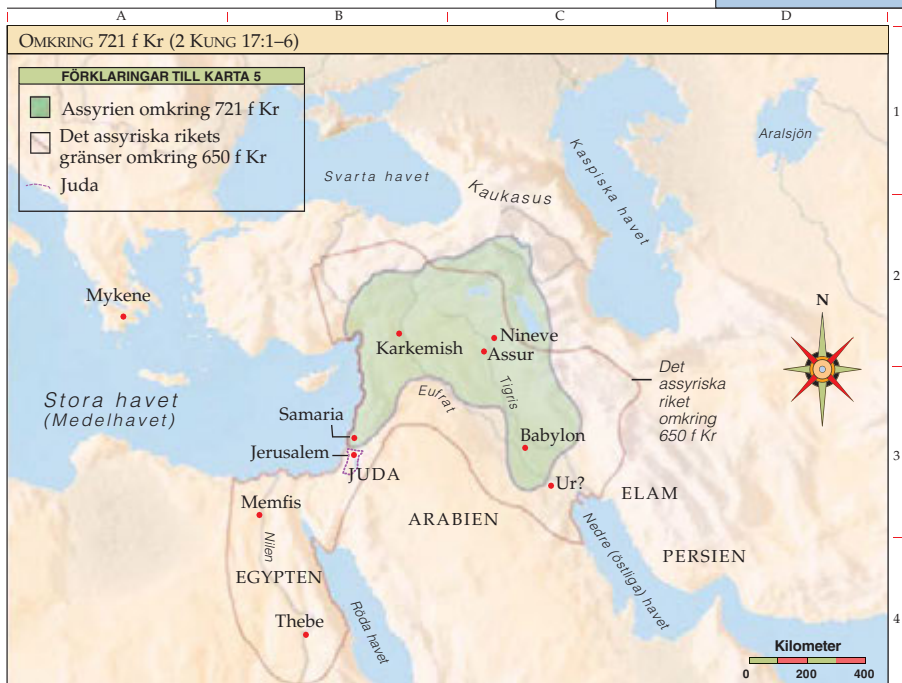 A B C D
OMKRING 721 f Kr (2 KUNG 17:1–6)
FÖRKLARINGAR TILL KARTA 5
Assyrien omkring 721 f Kr
Det assyriska rikets
gränser omkring 650 f Kr
Juda
1
Aralsjön
Kaspiska havet
Svarta havet
Kaukasus
2
Mykene
N
Nineve
Karkemish
Assur
Det
assyriska
riket
omkring
650 f Kr
Stora havet
(Medelhavet)
Eufrat
Tigris
Samaria
Babylon
Jerusalem
3
JUDA
Ur?
ELAM
Memfis
ARABIEN
Nilen
Nedre (östliga) havet
PERSIEN
EGYPTEN
Röda havet
Thebe
4
Kilometer
0 200 400